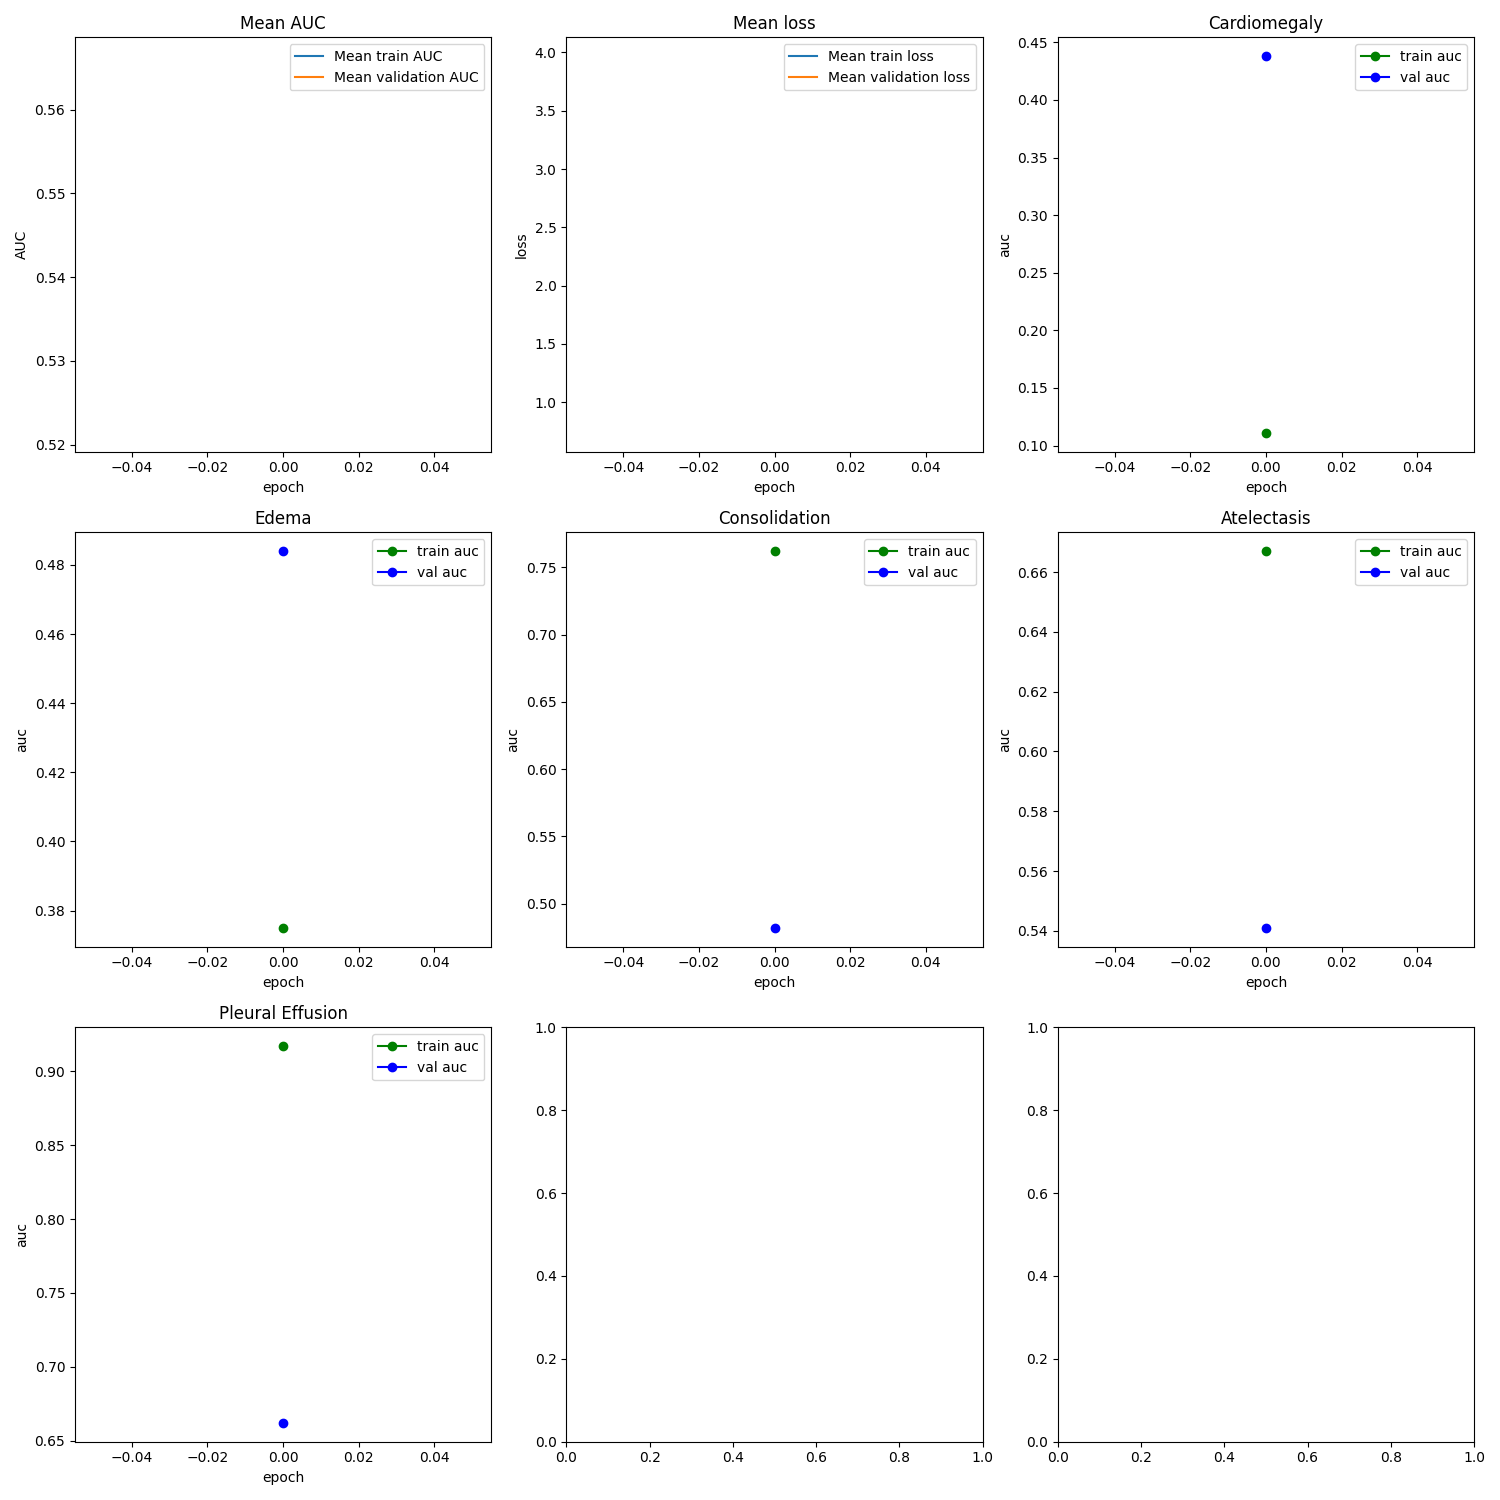 Mean AUC
Mean train AUC
Mean validation AUC
0.56
0.55
0.54
0.53
0.52
AUC
−0.04 −0.02 0.00 0.02 0.04
epoch
Mean loss
Mean train loss
Mean validation loss
4.0
3.5
3.0
2.5
2.0
1.5
1.0
loss
−0.04 −0.02 0.00 0.02 0.04
epoch
Cardiomegaly
train auc
val auc
0.45
0.40
0.35
0.30
0.25
0.20
0.15
0.10
auc
−0.04 −0.02 0.00 0.02 0.04
epoch
Edema
train auc
val auc
0.48
0.46
0.44
0.42
0.40
0.38
auc
−0.04 −0.02 0.00 0.02 0.04
epoch
Consolidation
train auc
val auc
0.75
0.70
0.65
0.60
0.55
0.50
auc
−0.04 −0.02 0.00 0.02 0.04
epoch
Atelectasis
train auc
val auc
0.66
0.64
0.62
0.60
0.58
0.56
0.54
auc
−0.04 −0.02 0.00 0.02 0.04
epoch
Pleural Effusion
train auc
val auc
0.90
0.85
0.80
0.75
0.70
0.65
auc
−0.04 −0.02 0.00 0.02 0.04
epoch
1.0
0.8
0.6
0.4
0.2
0.0
0.0 0.2 0.4 0.6 0.8 1.0
1.0
0.8
0.6
0.4
0.2
0.0
0.0 0.2 0.4 0.6 0.8 1.0